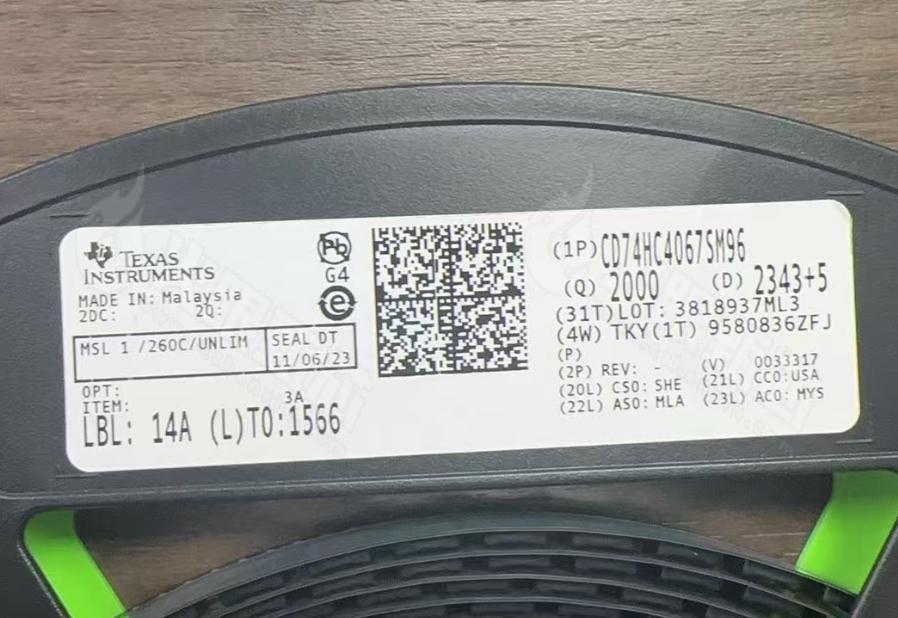 TEXAS
INSTRUMENTS
MADE IN: Malaysia
2DC: 2Q:
MSL 1 /260C/UNLIM
SEAL DT
11/06/23
OPT:
ITEM: 3A
LBL: 14A (L)TO:1566
Pb
G4
e
(1P) CD74HC4067SM96
(Q) 2000 (D) 2343+5
(31T)LOT: 3818937ML3
(4W) TKY(1T) 9580836ZFJ
(P)
(2P) REV: - (V) 0033317
(20L) CSO: SHE (21L) CCO:USA
(22L) ASO: MLA (23L) ACO: MYS